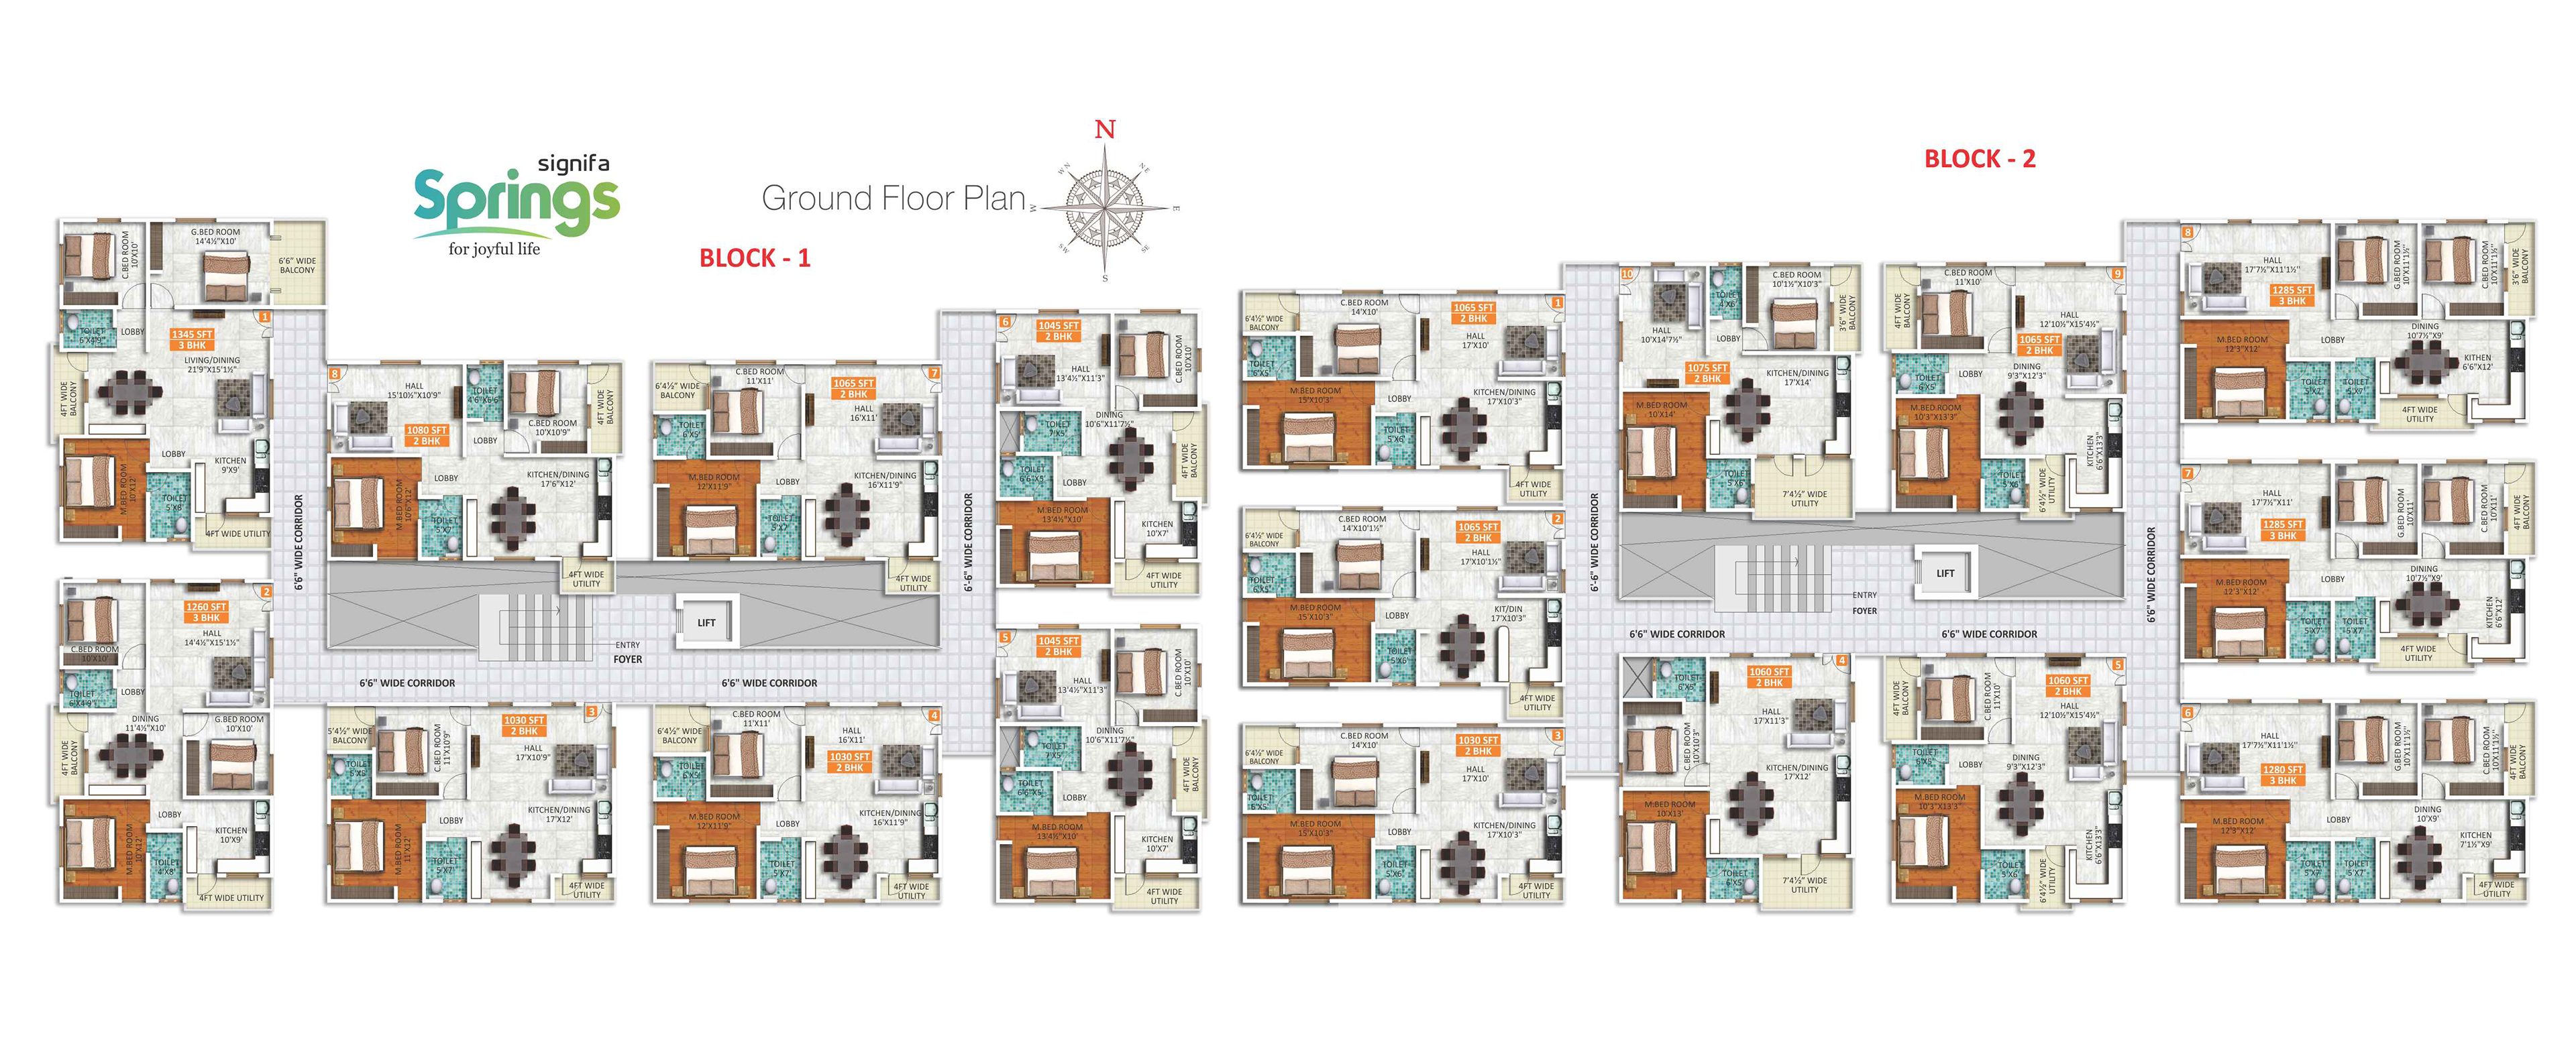 signifa
Springs
for joyful life
Ground Floor Plan
N
NE
E
SE
S
SW
W
WN
BLOCK - 1
1
1345 SFT
3 BHK
C.BED ROOM
10'X10'
G.BED ROOM
14'4½"X10'
6'6" WIDE
BALCONY
TOILET
6'X4'9"
LOBBY
LIVING/DINING
21'9"X15'1½"
4FT WIDE
BALCONY
M.BED ROOM
10'X12'
LOBBY
TOILET
5'X8'
KITCHEN
9'X9'
4FT WIDE UTILITY
2
1260 SFT
3 BHK
HALL
14'4½"X15'1½"
C.BED ROOM
10'X10'
TOILET
6'X4'9"
LOBBY
DINING
11'4½"X10'
G.BED ROOM
10'X10'
4FT WIDE
BALCONY
M.BED ROOM
10'X12'
LOBBY
TOILET
4'X8'
KITCHEN
10'X9'
4FT WIDE UTILITY
6'6" WIDE CORRIDOR
8
HALL
15'10½"X10'9"
1080 SFT
2 BHK
TOILET
4'6"X6'6"
C.BED ROOM
10'X10'9"
4FT WIDE
BALCONY
LOBBY
LOBBY
M.BED ROOM
10'6"X12'
TOILET
5'X7'
KITCHEN/DINING
17'6"X12'
4FT WIDE
UTILITY
7
C.BED ROOM
11'X11'
6'4½" WIDE
BALCONY
1065 SFT
2 BHK
HALL
16'X11'
TOILET
6'X5'
M.BED ROOM
12'X11'9"
LOBBY
TOILET
5'X7'
KITCHEN/DINING
16'X11'9"
4FT WIDE
UTILITY
LIFT
ENTRY
FOYER
6'6" WIDE CORRIDOR
6'6" WIDE CORRIDOR
6'-6" WIDE CORRIDOR
3
1030 SFT
2 BHK
HALL
17'X10'9"
5'4½" WIDE
BALCONY
C.BED ROOM
11'X10'9"
TOILET
5'X5'
M.BED ROOM
11'X12'
LOBBY
TOILET
5'X7'
KITCHEN/DINING
17'X12'
4FT WIDE
UTILITY
4
C.BED ROOM
11'X11'
6'4½" WIDE
BALCONY
HALL
16'X11'
1030 SFT
2 BHK
TOILET
6'X5'
M.BED ROOM
12'X11'9"
LOBBY
TOILET
5'X7'
KITCHEN/DINING
16'X11'9"
4FT WIDE
UTILITY
6
1045 SFT
2 BHK
HALL
13'4½"X11'3"
C.BED ROOM
10'X10'
TOILET
7'X5'
DINING
10'6"X11'7½"
TOILET
6'6"X5'
LOBBY
4FT WIDE
BALCONY
M.BED ROOM
13'4½"X10'
KITCHEN
10'X7'
4FT WIDE
UTILITY
5
1045 SFT
2 BHK
HALL
13'4½"X11'3"
C.BED ROOM
10'X10'
TOILET
7'X5'
DINING
10'6"X11'7½"
TOILET
6'6"X5'
LOBBY
4FT WIDE
BALCONY
M.BED ROOM
13'4½"X10'
KITCHEN
10'X7'
4FT WIDE
UTILITY
BLOCK - 2
1
C.BED ROOM
14'X10'
6'4½" WIDE
BALCONY
1065 SFT
2 BHK
HALL
17'X10'
TOILET
6'X5'
M.BED ROOM
15'X10'3"
LOBBY
TOILET
5'X6'
KITCHEN/DINING
17'X10'3"
4FT WIDE
UTILITY
2
C.BED ROOM
14'X10'1½"
6'4½" WIDE
BALCONY
1065 SFT
2 BHK
HALL
17'X10'1½"
TOILET
6'X5'
M.BED ROOM
15'X10'3"
LOBBY
TOILET
5'X6'
KIT/DIN
17'X10'3"
4FT WIDE
UTILITY
3
C.BED ROOM
14'X10'
6'4½" WIDE
BALCONY
1030 SFT
2 BHK
HALL
17'X10'
TOILET
6'X5'
M.BED ROOM
15'X10'3"
LOBBY
TOILET
5'X6'
KITCHEN/DINING
17'X10'3"
4FT WIDE
UTILITY
6'-6" WIDE CORRIDOR
10
HALL
10'X14'7½"
TOILET
4'X6'
C.BED ROOM
10'1½"X10'3"
3'6" WIDE
BALCONY
LOBBY
1075 SFT
2 BHK
KITCHEN/DINING
17'X14'
M.BED ROOM
10'X14'
TOILET
5'X6'
7'4½" WIDE
UTILITY
9
C.BED ROOM
11'X10'
4FT WIDE
BALCONY
HALL
12'10½"X15'4½"
1065 SFT
2 BHK
TOILET
6'X5'
LOBBY
DINING
9'3"X12'3"
M.BED ROOM
10'3"X13'3"
TOILET
5'X6'
6'4½" WIDE
UTILITY
KITCHEN
6'6"X13'3"
LIFT
ENTRY
FOYER
6'6" WIDE CORRIDOR
6'6" WIDE CORRIDOR
6'6" WIDE CORRIDOR
4
TOILET
6'X5'
1060 SFT
2 BHK
HALL
17'X11'3"
C.BED ROOM
10'X10'3"
KITCHEN/DINING
17'X12'
M.BED ROOM
10'X13'
TOILET
6'X5'
7'4½" WIDE
UTILITY
5
4FT WIDE
BALCONY
C.BED ROOM
11'X10'
1060 SFT
2 BHK
HALL
12'10½"X15'4½"
TOILET
6'X5'
LOBBY
DINING
9'3"X12'3"
M.BED ROOM
10'3"X13'3"
TOILET
5'X6'
6'4½" WIDE
UTILITY
KITCHEN
6'6"X13'3"
8
HALL
17'7½"X11'1½"
1285 SFT
3 BHK
G.BED ROOM
10'X11'1½"
C.BED ROOM
10'X11'1½"
3'6" WIDE
BALCONY
M.BED ROOM
12'3"X12'
LOBBY
DINING
10'7½"X9'
KITHEN
6'6"X12'
TOILET
5'X7'
TOILET
5'X7'
4FT WIDE
UTILITY
7
HALL
17'7½"X11'
1285 SFT
3 BHK
G.BED ROOM
10'X11'
C.BED ROOM
10'X11'
4FT WIDE
BALCONY
M.BED ROOM
12'3"X12'
LOBBY
DINING
10'7½"X9'
KITCHEN
6'6"X12'
TOILET
5'X7'
TOILET
5'X7'
4FT WIDE
UTILITY
6
HALL
17'7½"X11'1½"
1280 SFT
3 BHK
G.BED ROOM
10'X11'1½"
C.BED ROOM
10'X11'1½"
4FT WIDE
BALCONY
M.BED ROOM
12'3"X12'
LOBBY
DINING
10'X9'
KITCHEN
7'1½"X9'
TOILET
5'X7'
TOILET
5'X7'
4FT WIDE
UTILITY